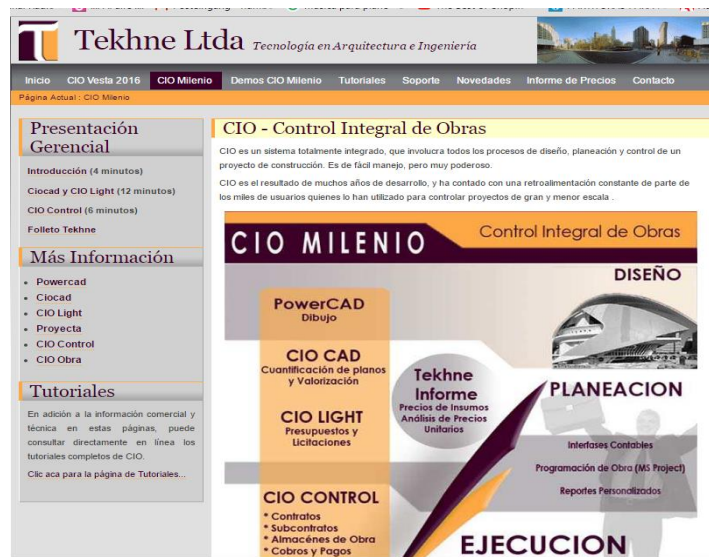 Tekhne Ltda Tecnología en Arquitectura e Ingeniería
Inicio CIO Vesta 2016 CIO Milenio Demos CIO Milenio Tutoriales Soporte Novedades Informe de Precios Contacto
Página Actual : CIO Milenio
Presentación
Gerencial
Introducción (4 minutos)
Ciocad y CIO Light (12 minutos)
CIO Control (6 minutos)
Folleto Tekhne
Más Información
Powercad
Ciocad
CIO Light
Proyecta
CIO Control
CIO Obra
Tutoriales
En adición a la información comercial y
técnica en estas páginas, puede
consultar directamente en línea los
tutoriales completos de CIO.
Clic aca para la página de Tutoriales...
CIO - Control Integral de Obras
CIO es un sistema totalmente integrado, que involucra todos los procesos de diseño, planeación y control de un
proyecto de construcción. Es de fácil manejo, pero muy poderoso.
CIO es el resultado de muchos años de desarrollo, y ha contado con una retroalimentación constante de parte de
los miles de usuarios quienes lo han utilizado para controlar proyectos de gran y menor escala .
CIO MILENIO
Control Integral de Obras
DISEÑO
PowerCAD
Dibujo
CIO CAD
Cuantificación de planos
y Valorización
CIO LIGHT
Presupuestos y
Licitaciones
Tekhne
Informe
Precios de Insumos
Análisis de Precios
Unitarios
PLANEACION
Interfases Contables
Programación de Obra (MS Project)
Reportes Personalizados
CIO CONTROL
* Contratos
* Subcontratos
* Almacénes de Obra
* Cobros y Pagos
EJECUCION